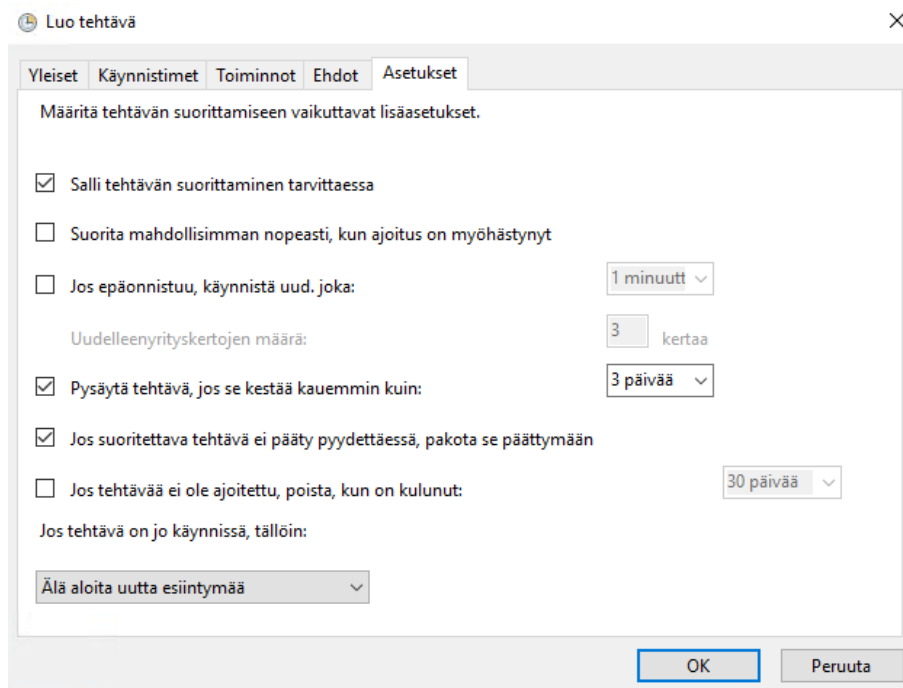 Luo tehtävä
Yleiset Käynnistimet Toiminnot Ehdot Asetukset
Määritä tehtävän suorittamiseen vaikuttavat lisäasetukset.
Salli tehtävän suorittaminen tarvittaessa
Suorita mahdollisimman nopeasti, kun ajoitus on myöhästynyt
Jos epäonnistuu, käynnistä uud. joka: 1 minuutt
Uudelleenyrityskertojen määrä: 3 kertaa
Pysäytä tehtävä, jos se kestää kauemmin kuin: 3 päivää
Jos suoritettava tehtävä ei pääty pyydettäessä, pakota se päättymään
Jos tehtävää ei ole ajoitettu, poista, kun on kulunut: 30 päivää
Jos tehtävä on jo käynnissä, tällöin:
Älä aloita uutta esiintymää
OK Peruuta